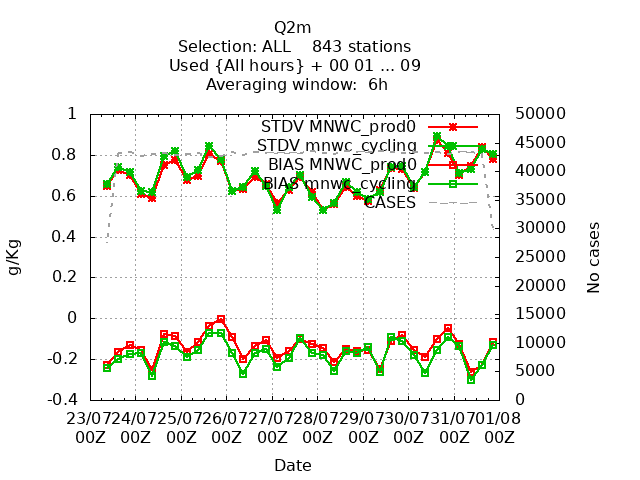 Q2m
Selection: ALL    843 stations
Used {All hours} + 00 01 ... 09
Averaging window:  6h
1
0.8
0.6
0.4
0.2
0
-0.2
-0.4
g/Kg
50000
45000
40000
35000
30000
25000
20000
15000
10000
5000
0
No cases
STDV MNWC_prod0
STDV mnwc_cycling
BIAS MNWC_prod0
BIAS mnwc_cycling
CASES
23/07 24/07 25/07 26/07 27/07 28/07 29/07 30/07 31/07 01/08
00Z 00Z 00Z 00Z 00Z 00Z 00Z 00Z 00Z 00Z
Date